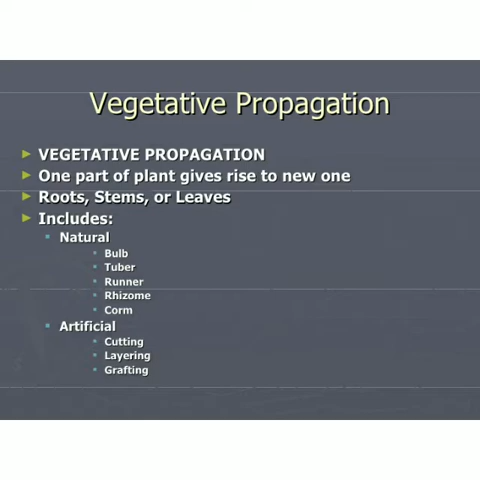 Vegetative Propagation
VEGETATIVE PROPAGATION
One part of plant gives rise to new one
Roots, Stems, or Leaves
Includes:
Natural
Bulb
Tuber
Runner
Rhizome
Corm
Artificial
Cutting
Layering
Grafting